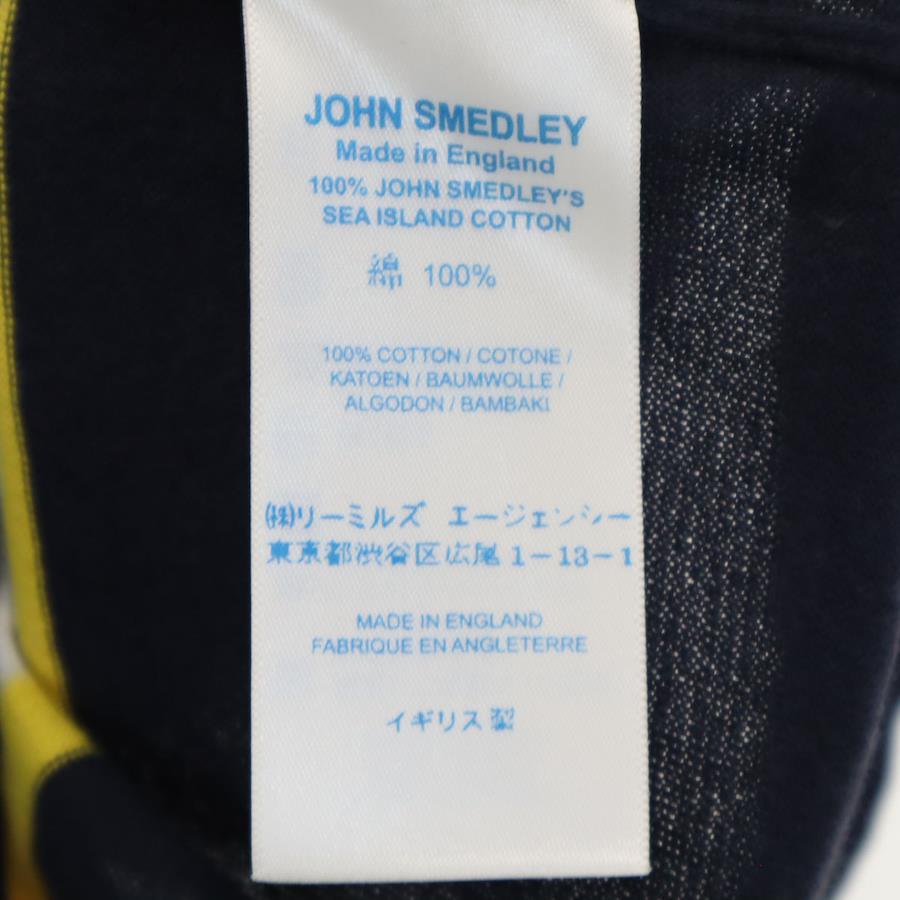 JOHN SMEDLEY
Made in England
100% JOHN SMEDLEY'S
SEA ISLAND COTTON
綿 100%
100% COTTON / COTONE /
KATOEN / BAUMWOLLE /
ALGODON / BAMBAKI
㈱リーミルズ エージェンシー
東京都渋谷区広尾1-13-1
MADE IN ENGLAND
FABRIQUE EN ANGLETERRE
イギリス製